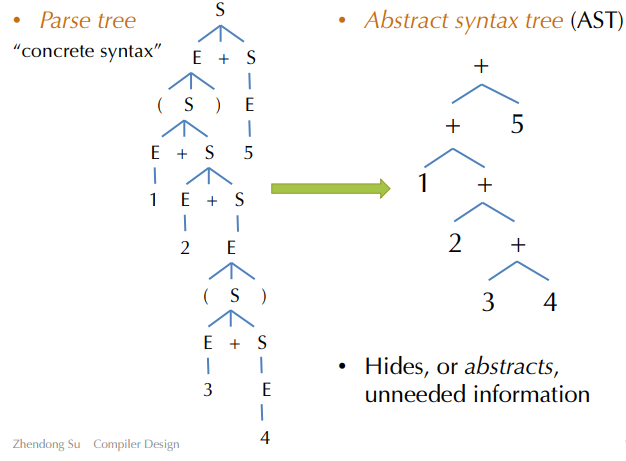 • Parse tree
"concrete syntax"
S
E + S
( S ) E
E + S 5
1 E + S
2 E
( S )
E + S
3 E
4
• Abstract syntax tree (AST)
+
+ 5
1 +
2 +
3 4
• Hides, or abstracts,
unneeded information
Zhendong Su Compiler Design